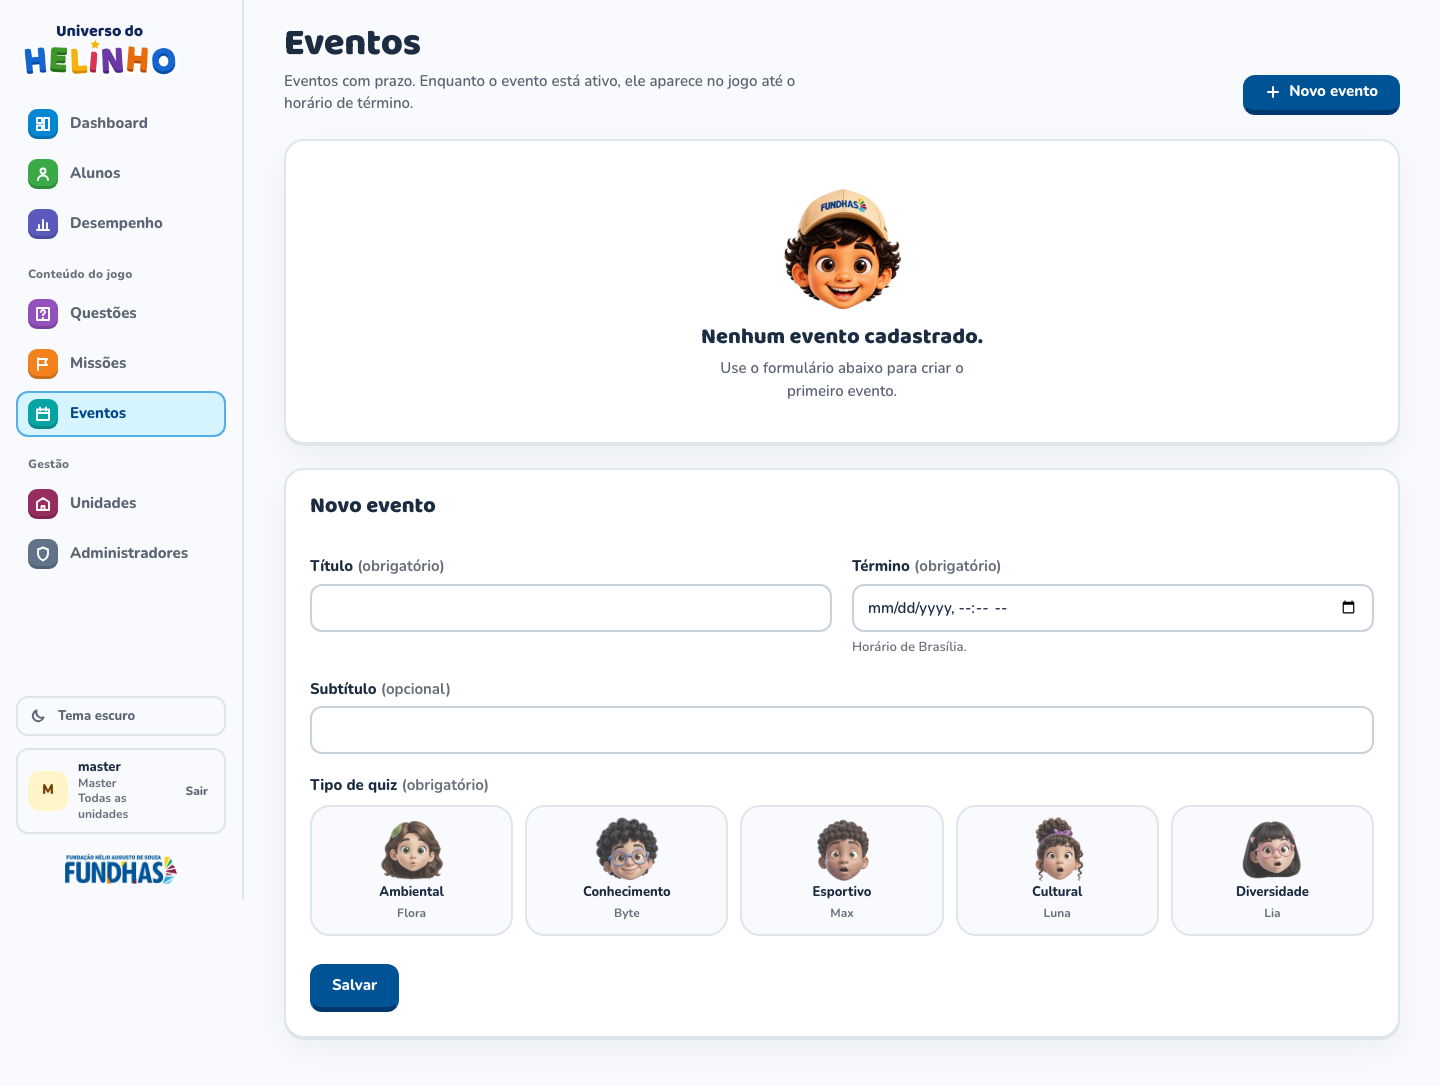 Universo do
HELINHO
Dashboard
Alunos
Desempenho
Conteúdo do jogo
Questões
Missões
Eventos
Gestão
Unidades
Administradores
Tema escuro
M
master
Master
Todas as
unidades
Sair
FUNDAÇÃO HÉLIO AUGUSTO DE SOUZA
FUNDHAS
Eventos
Eventos com prazo. Enquanto o evento está ativo, ele aparece no jogo até o
horário de término.
Novo evento
FUNDHAS
Nenhum evento cadastrado.
Use o formulário abaixo para criar o
primeiro evento.
Novo evento
Título (obrigatório)
Término (obrigatório)
mm/dd/yyyy, --:-- --
Horário de Brasília.
Subtítulo (opcional)
Tipo de quiz (obrigatório)
Ambiental
Flora
Conhecimento
Byte
Esportivo
Max
Cultural
Luna
Diversidade
Lia
Salvar